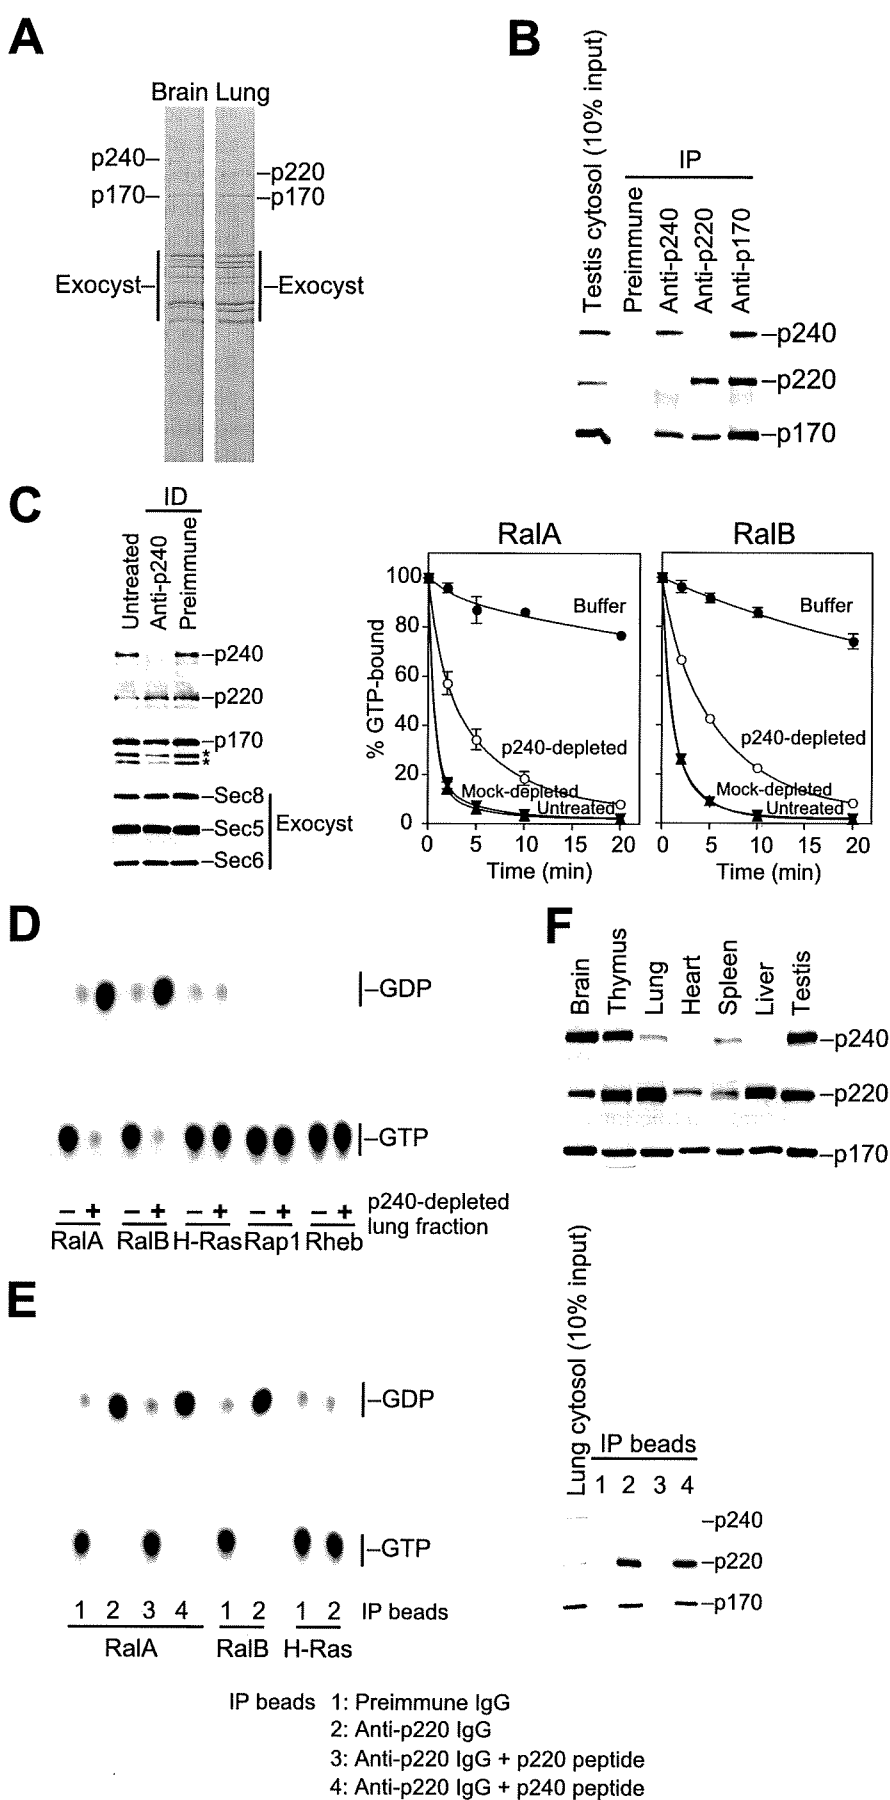 A
Brain Lung
p240–
–p220
p170–
–p170
Exocyst–
–Exocyst
B
Testis cytosol (10% input)
IP
Preimmune
Anti-p240
Anti-p220
Anti-p170
–p240
–p220
–p170
C
ID
Untreated
Anti-p240
Preimmune
–p240
–p220
–p170
*
*
–Sec8
–Sec5
–Sec6
Exocyst
RalA
% GTP-bound
100
80
60
40
20
0
Buffer
p240-depleted
Mock-depleted
Untreated
0 5 10 15 20
Time (min)
RalB
Buffer
p240-depleted
Mock-depleted
Untreated
0 5 10 15 20
Time (min)
D
–GDP
–GTP
– + – + – + – + – +
p240-depleted
lung fraction
RalA RalB H-Ras Rap1 Rheb
F
Brain
Thymus
Lung
Heart
Spleen
Liver
Testis
–p240
–p220
–p170
E
–GDP
–GTP
1 2 3 4 1 2 1 2 IP beads
RalA RalB H-Ras
Lung cytosol (10% input)
IP beads
1 2 3 4
–p240
–p220
–p170
IP beads 1: Preimmune IgG
2: Anti-p220 IgG
3: Anti-p220 IgG + p220 peptide
4: Anti-p220 IgG + p240 peptide